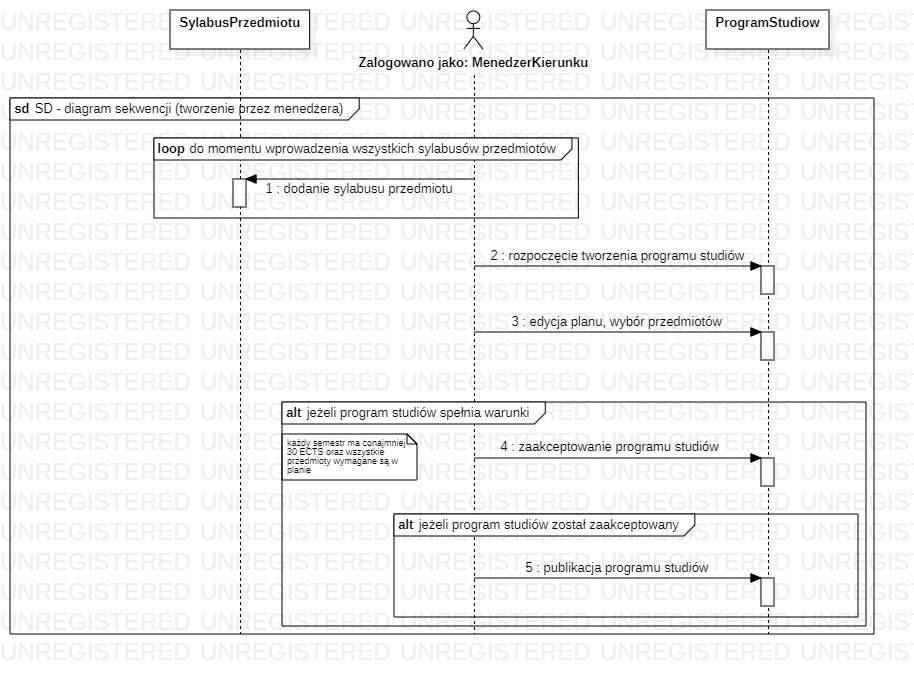 SylabusPrzedmiotu
ProgramStudiow
Zalogowano jako: MenedzerKierunku
sd SD - diagram sekwencji (tworzenie przez menedżera)
loop do momentu wprowadzenia wszystkich sylabusów przedmiotów
1 : dodanie sylabusu przedmiotu
2 : rozpoczęcie tworzenia programu studiów
3 : edycja planu, wybór przedmiotów
alt jeżeli program studiów spełnia warunki
każdy semestr ma conajmniej
30 ECTS oraz wszystkie
przedmioty wymagane są w
planie
4 : zaakceptowanie programu studiów
alt jeżeli program studiów został zaakceptowany
5 : publikacja programu studiów
UNREGISTERED